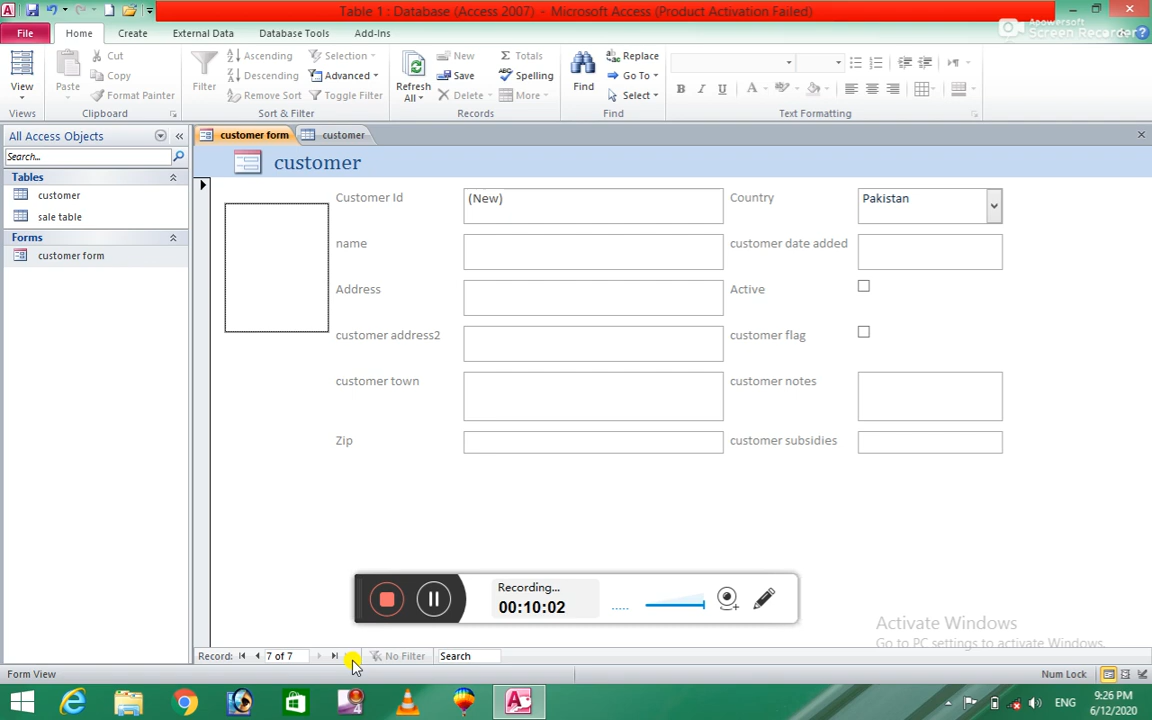 Table 1 : Database (Access 2007) - Microsoft Access (Product Activation Failed)
Apowersoft
Screen Recorder
File
Home
Create
External Data
Database Tools
Add-Ins
View
Views
Paste
Cut
Copy
Format Painter
Clipboard
Filter
Ascending
Descending
Remove Sort
Selection
Advanced
Toggle Filter
Sort & Filter
Refresh
All
New
Save
Delete
Totals
Spelling
More
Records
Find
Replace
Go To
Select
Find
B I U A
Text Formatting
All Access Objects
Search...
Tables
customer
sale table
Forms
customer form
customer form
customer
customer
Customer Id
(New)
name
Address
customer address2
customer town
Zip
Country
Pakistan
customer date added
Active
customer flag
customer notes
customer subsidies
Recording...
00:10:02
Activate Windows
Go to PC settings to activate Windows.
Record:
7 of 7
No Filter
Search
Form View
Num Lock
ENG
9:26 PM
6/12/2020